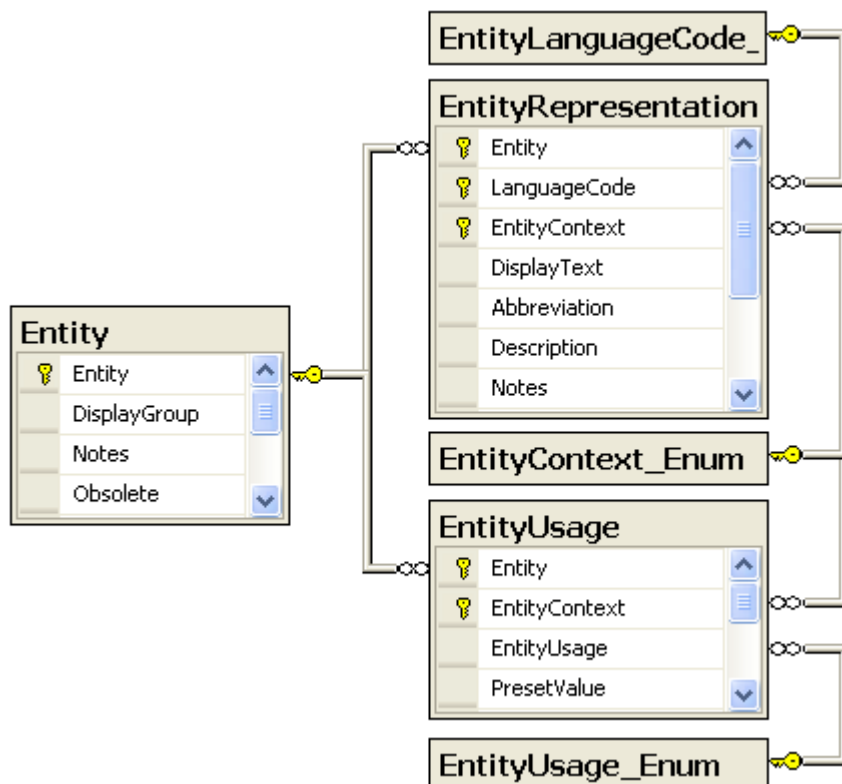 EntityLanguageCode_
EntityRepresentation
Entity
LanguageCode
EntityContext
DisplayText
Abbreviation
Description
Notes
Entity
Entity
DisplayGroup
Notes
Obsolete
EntityContext_Enum
EntityUsage
Entity
EntityContext
EntityUsage
PresetValue
EntityUsage_Enum